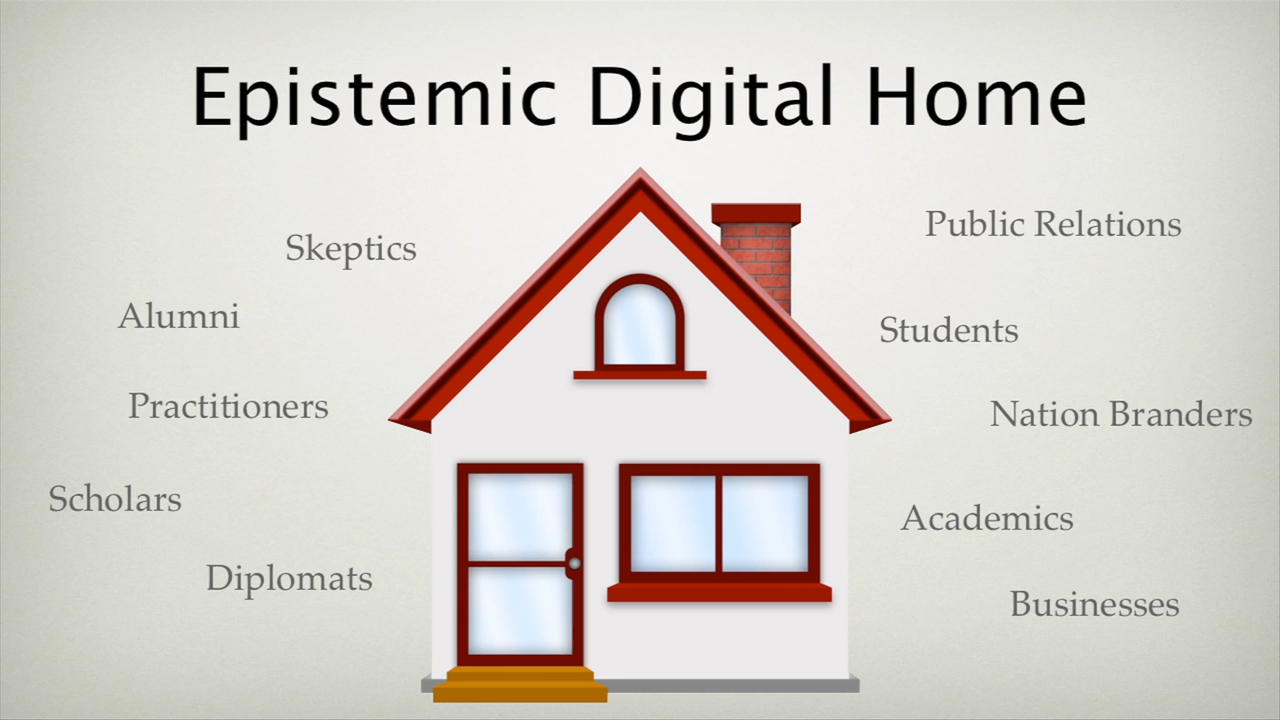 Epistemic Digital Home
Skeptics
Alumni
Practitioners
Scholars
Diplomats
Public Relations
Students
Nation Branders
Academics
Businesses